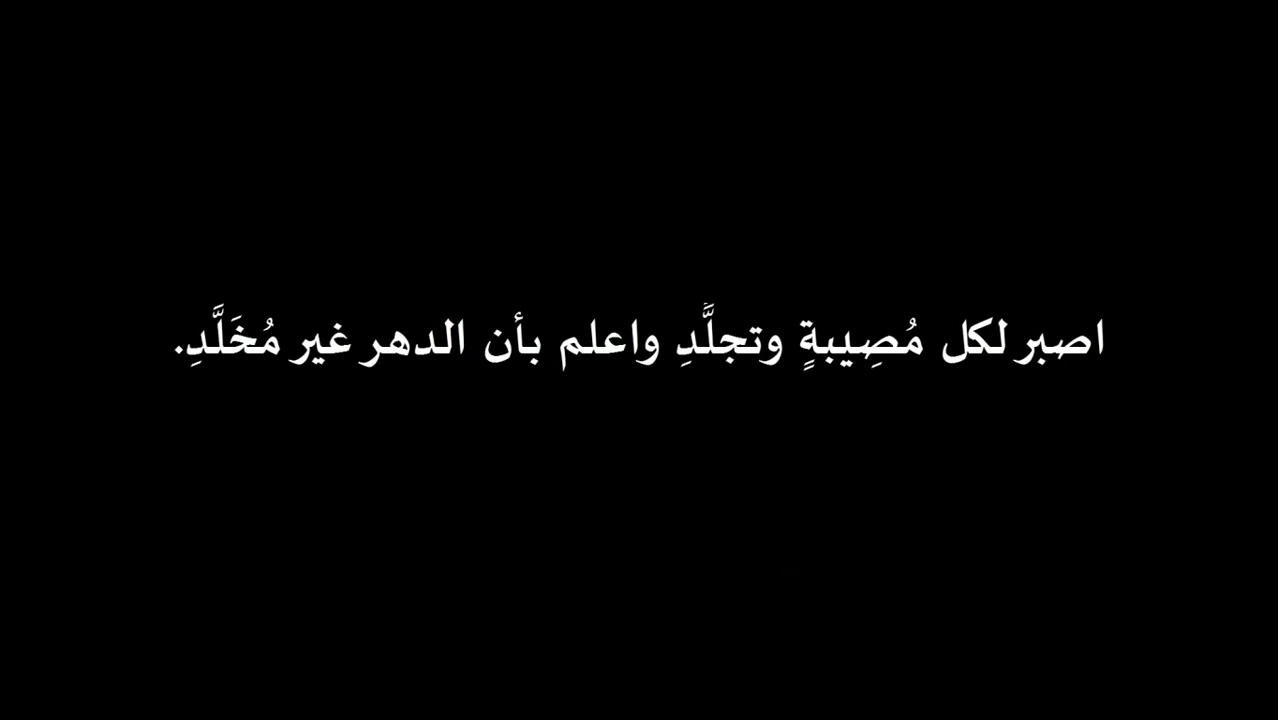 اصبر لكل مُصِيبةٍ وتجلَّدِ واعلم بأن الدهر غير مُخَلَّدِ.